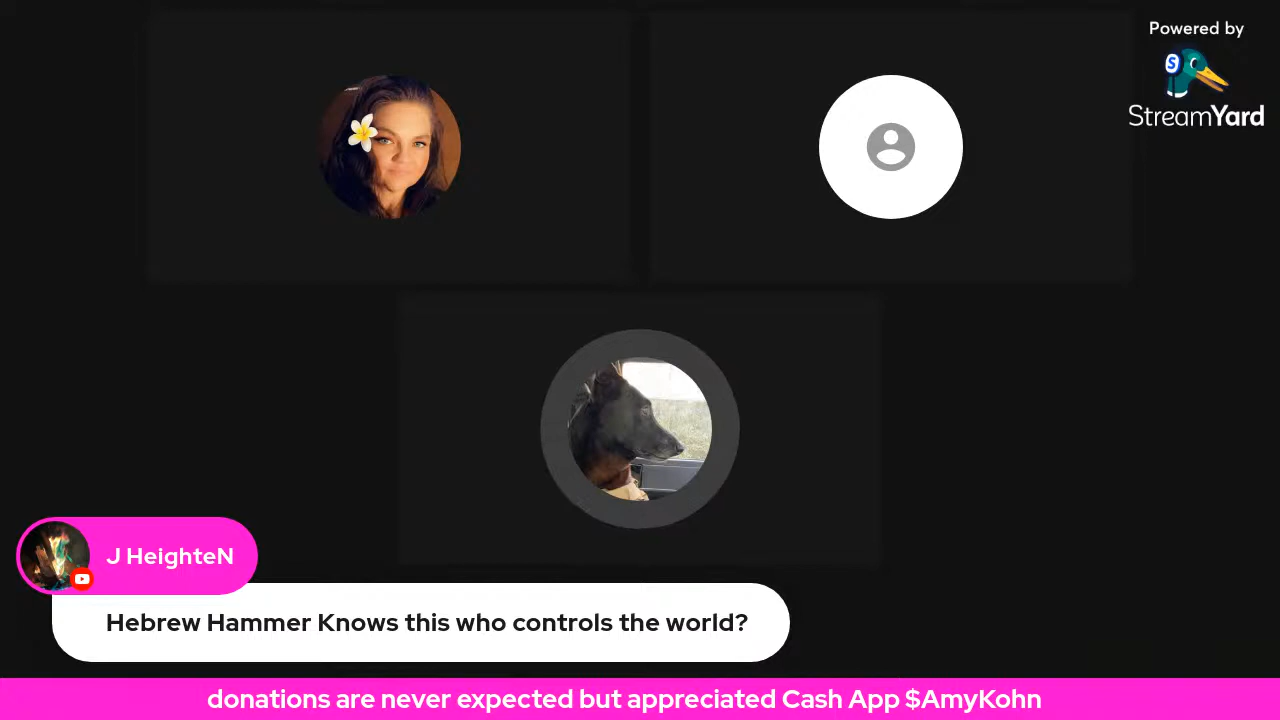 Powered by
StreamYard
J HeighteN
Hebrew Hammer Knows this who controls the world?
donations are never expected but appreciated Cash App $AmyKohn